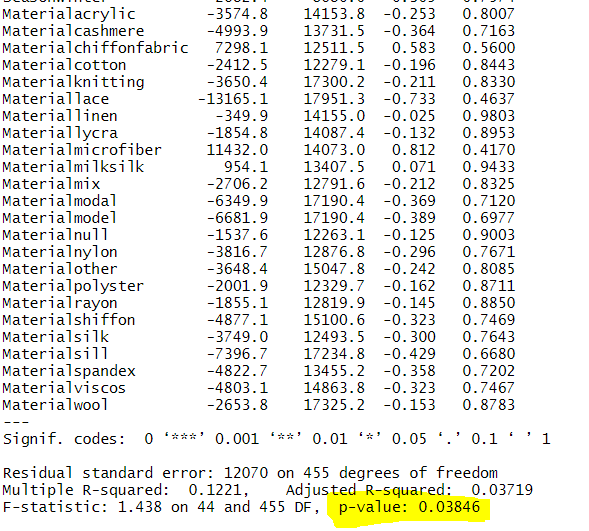 Materialacrylic -3574.8 14153.8 -0.253 0.8007
Materialcashmere -4993.9 13731.5 -0.364 0.7163
Materialchiffonfabric 7298.1 12511.5 0.583 0.5600
Materialcotton -2412.5 12279.1 -0.196 0.8443
Materialknitting -3650.4 17300.2 -0.211 0.8330
Materiallace -13165.1 17951.3 -0.733 0.4637
Materiallinen -349.9 14155.0 -0.025 0.9803
Materiallycra -1854.8 14087.4 -0.132 0.8953
Materialmicrofiber 11432.0 14073.0 0.812 0.4170
Materialmilksilk 954.1 13407.5 0.071 0.9433
Materialmix -2706.2 12791.6 -0.212 0.8325
Materialmodal -6349.9 17190.4 -0.369 0.7120
Materialmodel -6681.9 17190.4 -0.389 0.6977
Materialnull -1537.6 12263.1 -0.125 0.9003
Materialnylon -3816.7 12876.8 -0.296 0.7671
Materialother -3648.4 15047.8 -0.242 0.8085
Materialpolyster -2001.9 12329.7 -0.162 0.8711
Materialrayon -1855.1 12819.9 -0.145 0.8850
Materialshiffon -4877.1 15100.6 -0.323 0.7469
Materialsilk -3749.0 12493.5 -0.300 0.7643
Materialsill -7396.7 17234.8 -0.429 0.6680
Materialspandex -4822.7 13455.2 -0.358 0.7202
Materialviscos -4803.1 14863.8 -0.323 0.7467
Materialwool -2653.8 17325.2 -0.153 0.8783
---
Signif. codes: 0 ‘***’ 0.001 ‘**’ 0.01 ‘*’ 0.05 ‘.’ 0.1 ‘ ’ 1
Residual standard error: 12070 on 455 degrees of freedom
Multiple R-squared: 0.1221, Adjusted R-squared: 0.03719
F-statistic: 1.438 on 44 and 455 DF, p-value: 0.03846